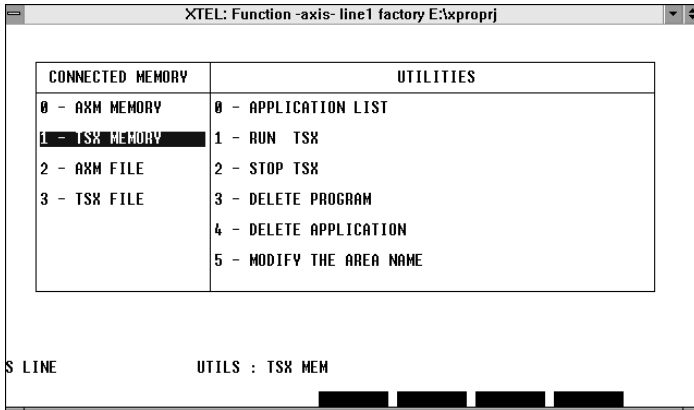 XTEL: Function -axis- line1 factory E:\xproprj
CONNECTED MEMORY UTILITIES
0 - AXM MEMORY 0 - APPLICATION LIST
1 - TSX MEMORY 1 - RUN TSX
2 - AXM FILE 2 - STOP TSX
3 - TSX FILE 3 - DELETE PROGRAM
4 - DELETE APPLICATION
5 - MODIFY THE AREA NAME
S LINE UTILS : TSX MEM